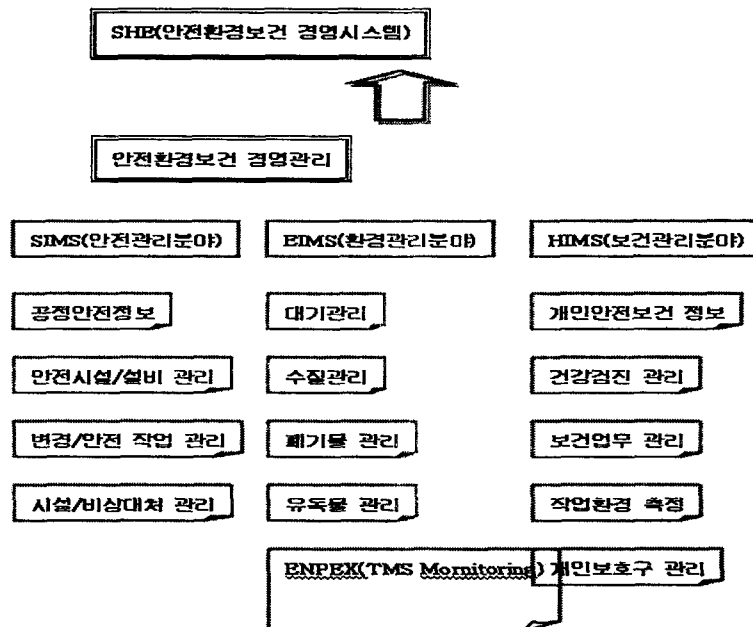 SHE(안전환경보건 경영시스템)
안전환경보건 경영관리
SIMS(안전관리분야) EIMS(환경관리분야) HIMS(보건관리분야)
공정안전정보 대기관리 개인안전보건 정보
안전시설/설비 관리 수질관리 건강검진 관리
변경/안전 작업 관리 폐기물 관리 보건업무 관리
시설/비상대처 관리 유독물 관리 작업환경 측정
ENPEX(TMS Mornitoring) 개인보호구 관리